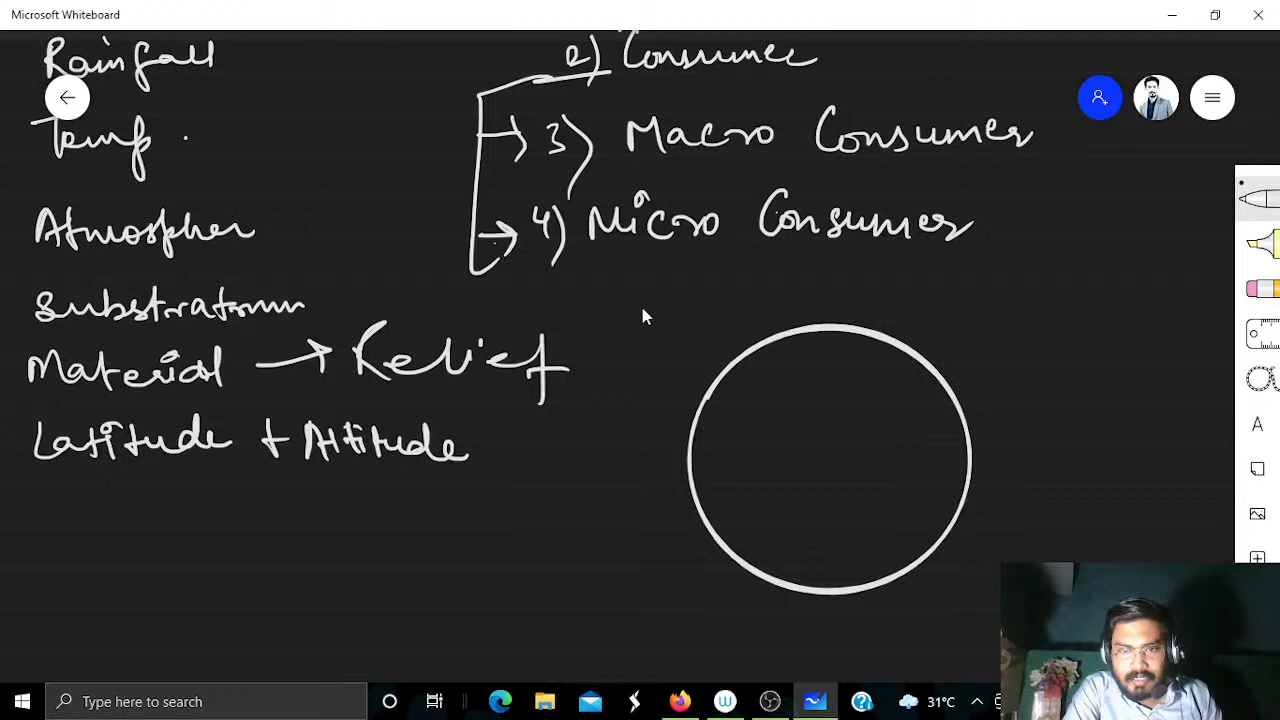 Microsoft Whiteboard
Rainfall
Temp.
Atmospher
Substratum
Material → Relief
Latitude + Altitude
2) Consumer
3) Macro Consumer
4) Micro Consumer
A
Type here to search
31°C